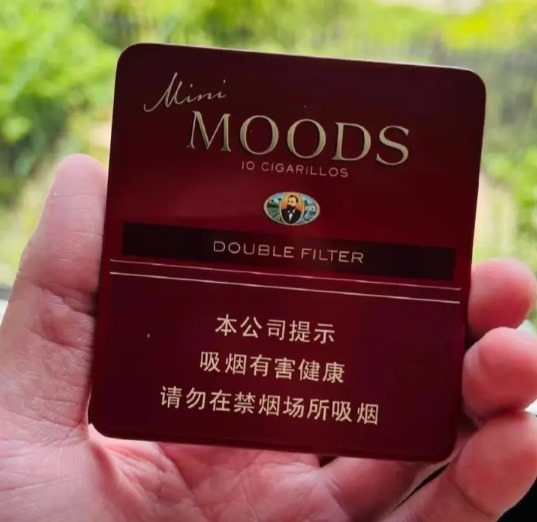 Mini
MOODS
10 CIGARILLOS
DOUBLE FILTER
本公司提示
吸烟有害健康
请勿在禁烟场所吸烟